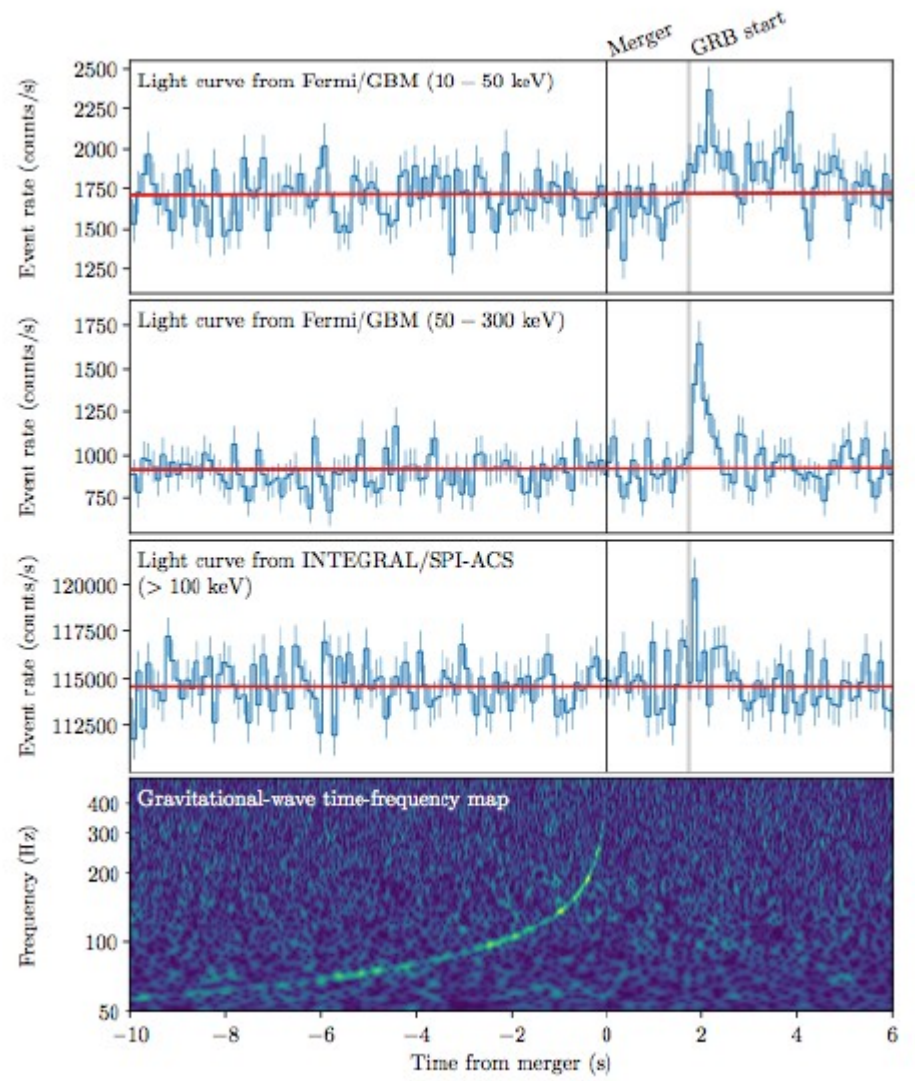 Merger
GRB start
Light curve from Fermi/GBM (10 – 50 keV)
Event rate (counts/s)
2500
2250
2000
1750
1500
1250
Light curve from Fermi/GBM (50 – 300 keV)
Event rate (counts/s)
1750
1500
1250
1000
750
Light curve from INTEGRAL/SPI-ACS
(> 100 keV)
Event rate (counts/s)
120000
117500
115000
112500
Gravitational-wave time-frequency map
Frequency (Hz)
400
300
200
100
50
−10 −8 −6 −4 −2 0 2 4 6
Time from merger (s)